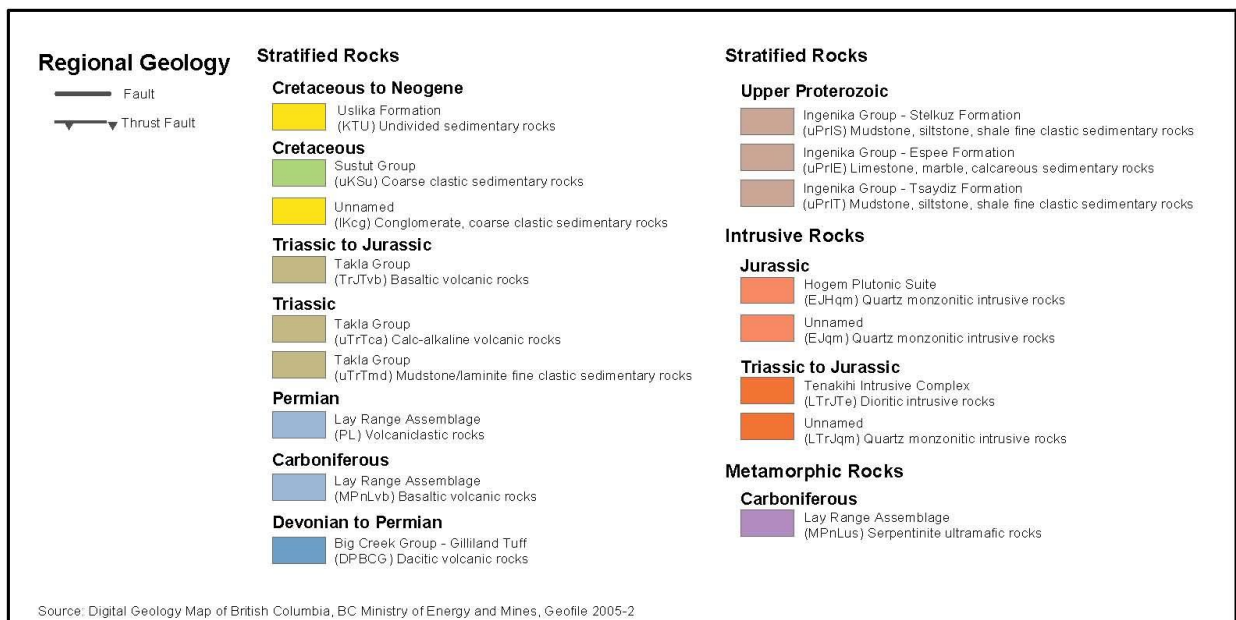 Regional Geology
Fault
Thrust Fault
Stratified Rocks
Cretaceous to Neogene
Uslika Formation
(KTU) Undivided sedimentary rocks
Cretaceous
Sustut Group
(uKSu) Coarse clastic sedimentary rocks
Unnamed
(lKcg) Conglomerate, coarse clastic sedimentary rocks
Triassic to Jurassic
Takla Group
(TrJTvb) Basaltic volcanic rocks
Triassic
Takla Group
(uTrTca) Calc-alkaline volcanic rocks
Takla Group
(uTrTmd) Mudstone/laminite fine clastic sedimentary rocks
Permian
Lay Range Assemblage
(PL) Volcaniclastic rocks
Carboniferous
Lay Range Assemblage
(MPnLvb) Basaltic volcanic rocks
Devonian to Permian
Big Creek Group - Gilliland Tuff
(DPBCG) Dacitic volcanic rocks
Stratified Rocks
Upper Proterozoic
Ingenika Group - Stelkuz Formation
(uPrIS) Mudstone, siltstone, shale fine clastic sedimentary rocks
Ingenika Group - Espee Formation
(uPrIE) Limestone, marble, calcareous sedimentary rocks
Ingenika Group - Tsaydiz Formation
(uPrIT) Mudstone, siltstone, shale fine clastic sedimentary rocks
Intrusive Rocks
Jurassic
Hogem Plutonic Suite
(EJHqm) Quartz monzonitic intrusive rocks
Unnamed
(EJqm) Quartz monzonitic intrusive rocks
Triassic to Jurassic
Tenakihi Intrusive Complex
(LTrJTe) Dioritic intrusive rocks
Unnamed
(LTrJqm) Quartz monzonitic intrusive rocks
Metamorphic Rocks
Carboniferous
Lay Range Assemblage
(MPnLus) Serpentinite ultramafic rocks
Source: Digital Geology Map of British Columbia, BC Ministry of Energy and Mines, Geofile 2005-2